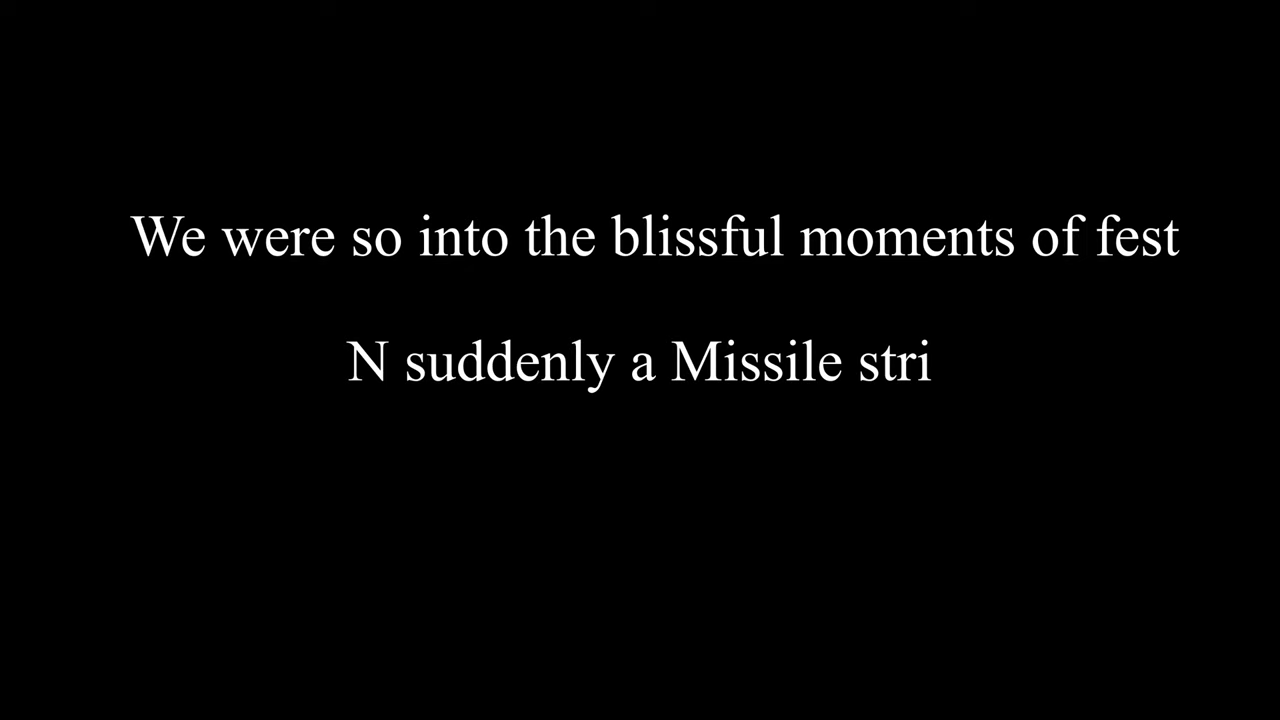 We were so into the blissful moments of fest
N suddenly a Missile stri